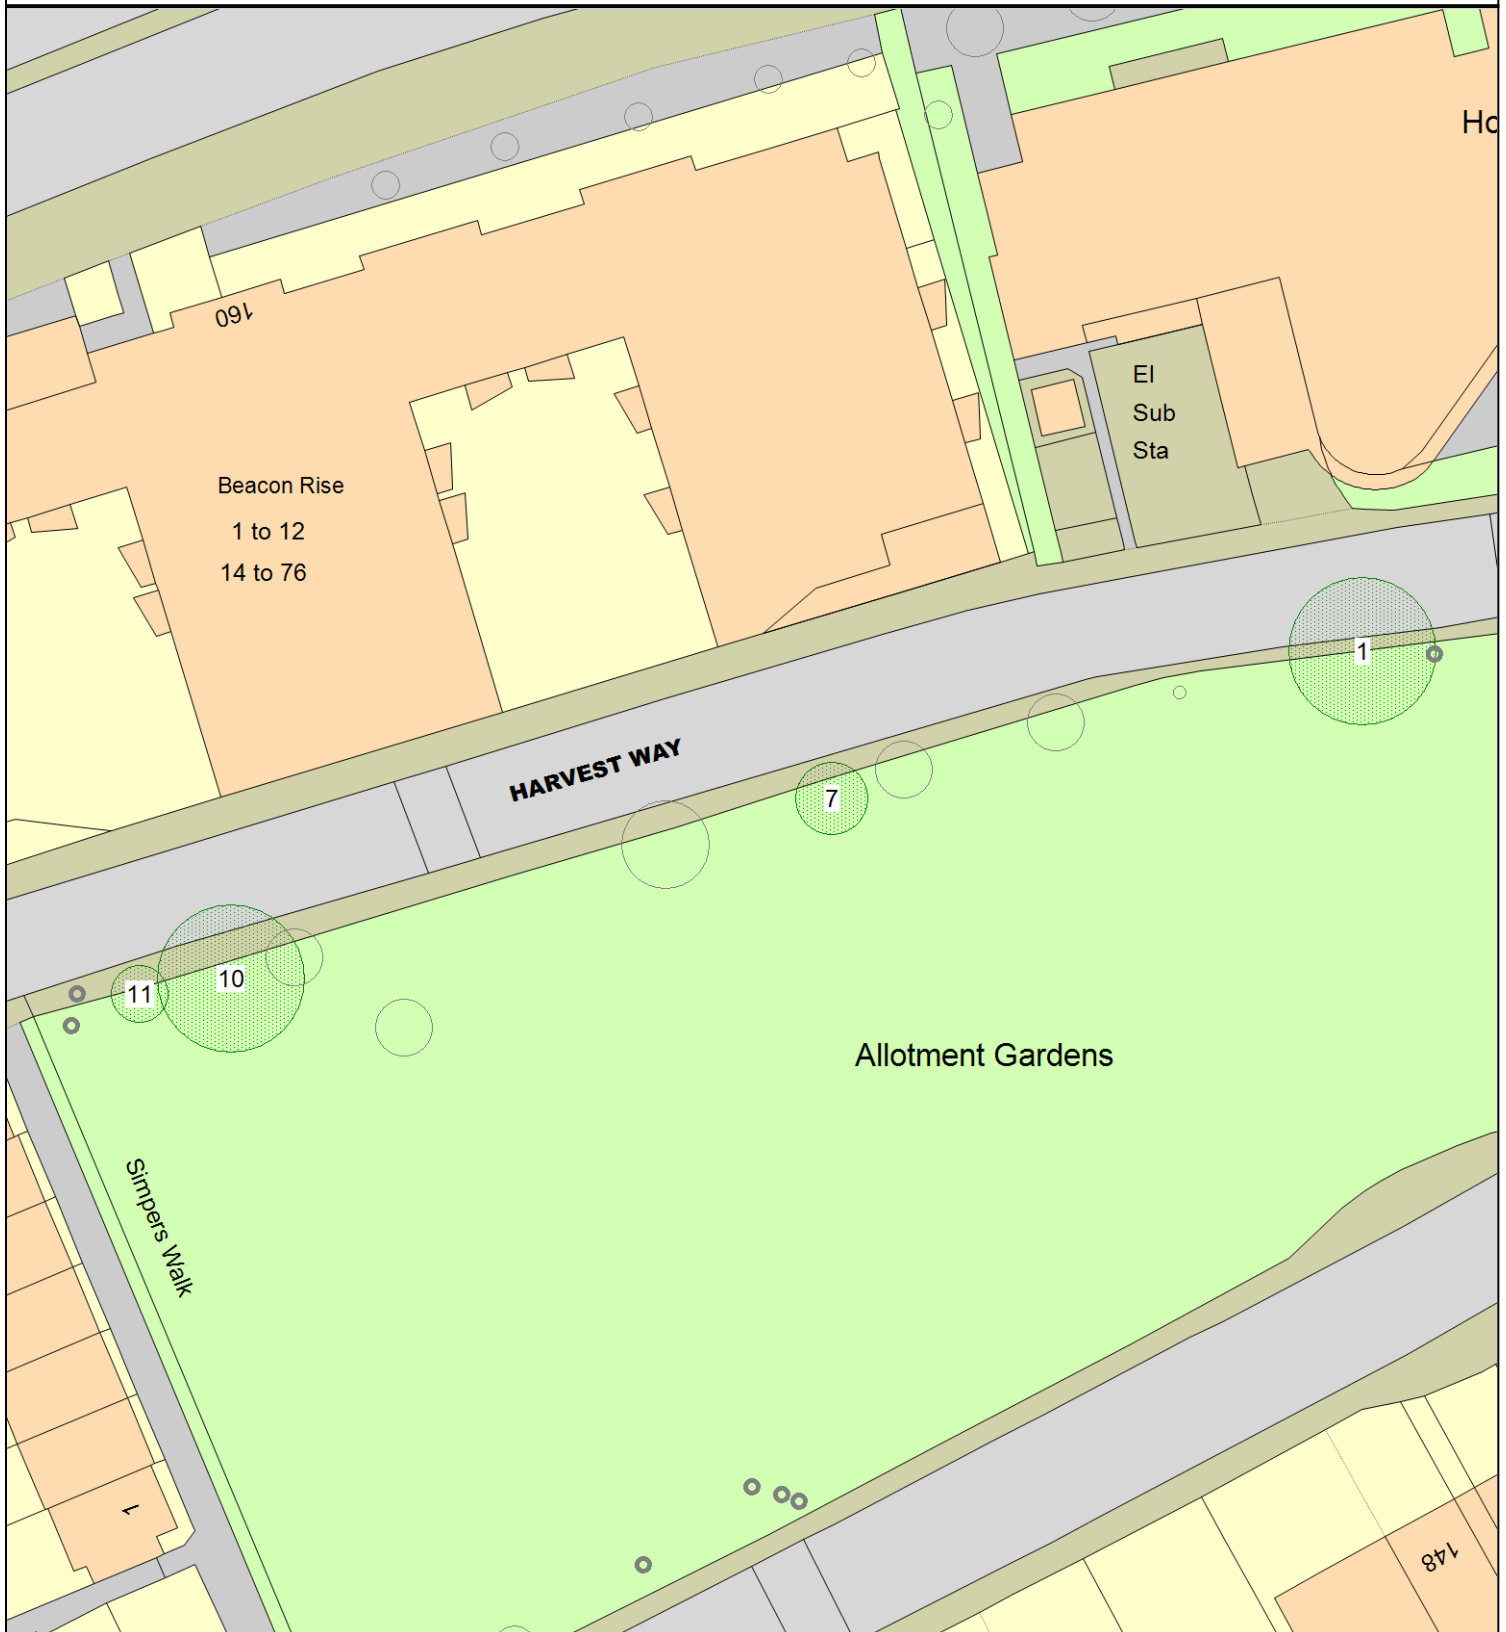 160
Beacon Rise
1 to 12
14 to 76
El
Sub
Sta
1
HARVEST WAY
7
10
11
Allotment Gardens
Simpers Walk
1
148